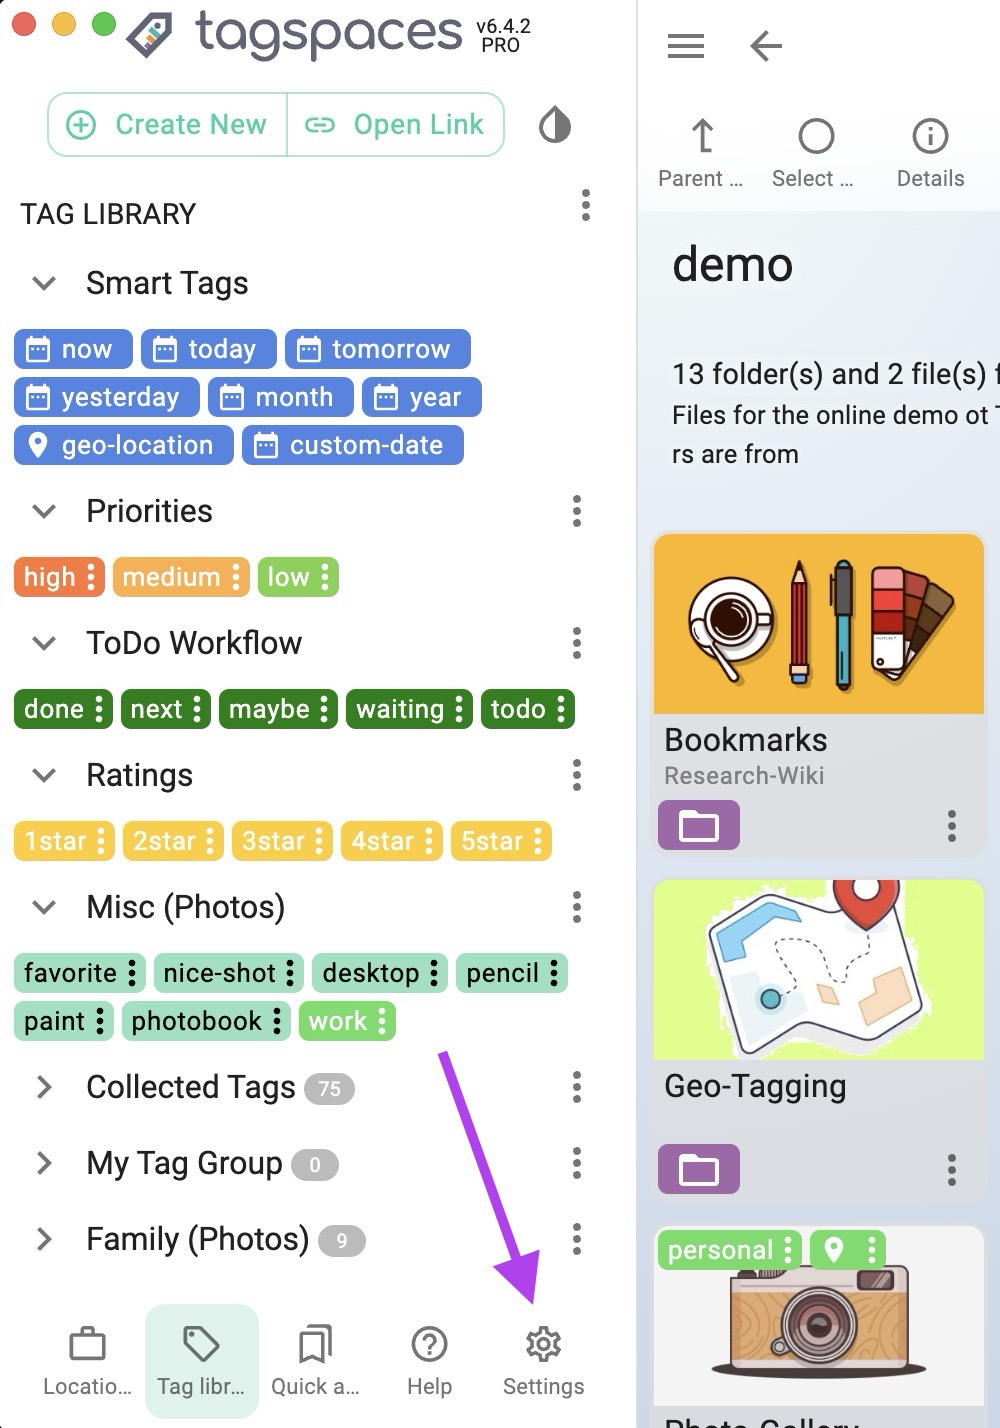 tagspaces v6.4.2
PRO
Create New Open Link
TAG LIBRARY
Smart Tags
now today tomorrow
yesterday month year
geo-location custom-date
Priorities
high medium low
ToDo Workflow
done next maybe waiting todo
Ratings
1star 2star 3star 4star 5star
Misc (Photos)
favorite nice-shot desktop pencil
paint photobook work
Collected Tags 75
My Tag Group 0
Family (Photos) 9
Locatio... Tag libr... Quick a... Help Settings
Parent ... Select ... Details
demo
13 folder(s) and 2 file(s) f
Files for the online demo ot T
rs are from
Bookmarks
Research-Wiki
Geo-Tagging
personal
Photo-Gallery